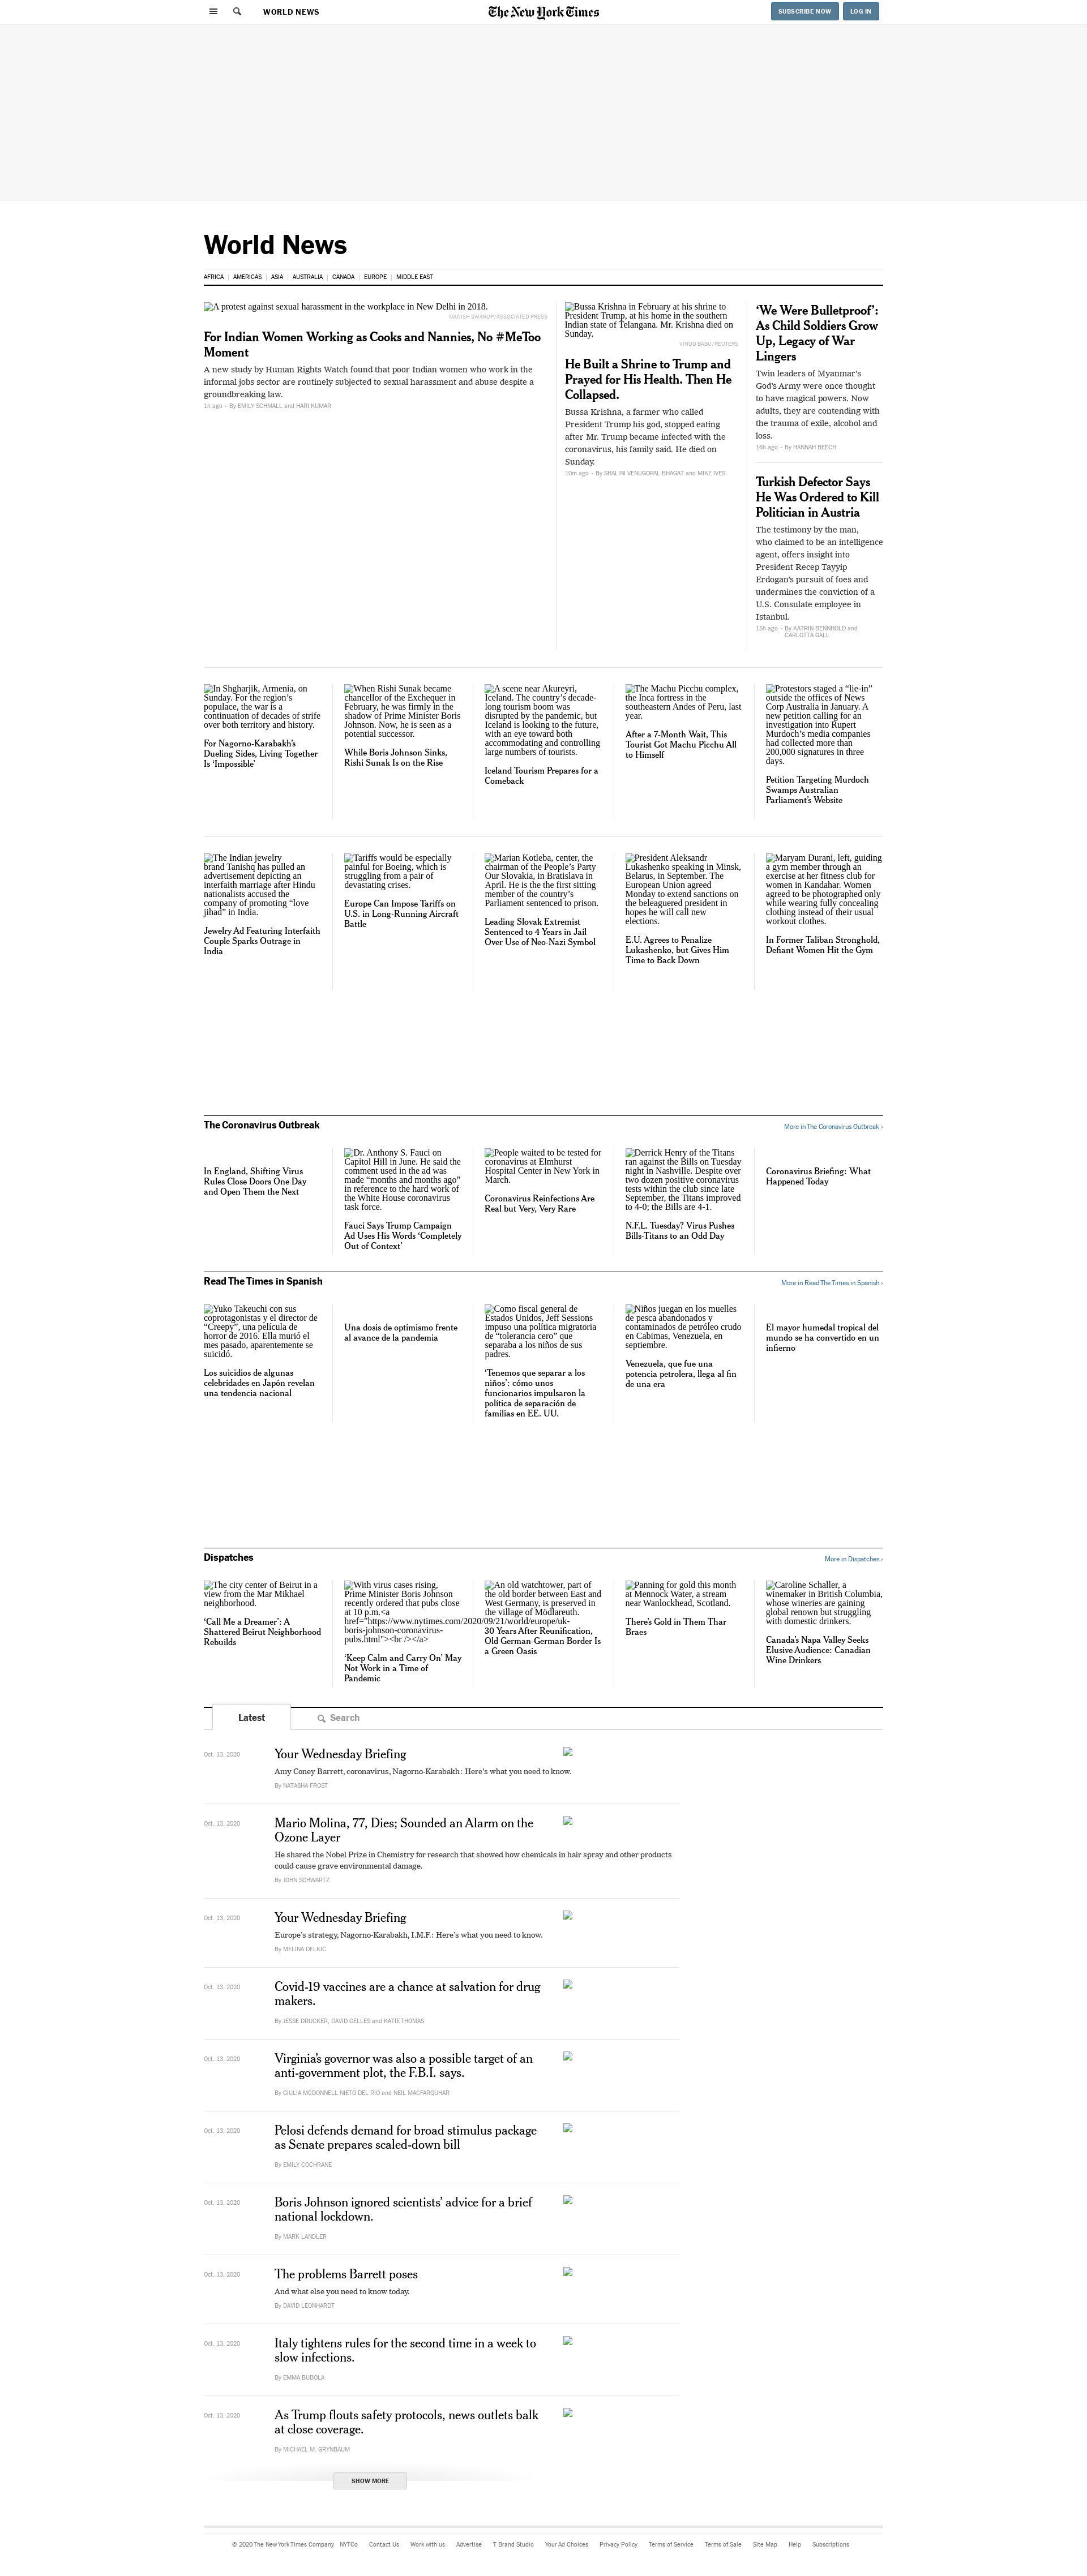 WORLD NEWS
The New York Times
SUBSCRIBE NOW
LOG IN
World News
AFRICA
AMERICAS
ASIA
AUSTRALIA
CANADA
EUROPE
MIDDLE EAST
A protest against sexual harassment in the workplace in New Delhi in 2018.
MANISH SWARUP/ASSOCIATED PRESS
For Indian Women Working as Cooks and Nannies, No #MeToo
Moment
A new study by Human Rights Watch found that poor Indian women who work in the
informal jobs sector are routinely subjected to sexual harassment and abuse despite a
groundbreaking law.
1h ago – By EMILY SCHMALL and HARI KUMAR
Bussa Krishna in February at his shrine to
President Trump, at his home in the southern
Indian state of Telangana. Mr. Krishna died on
Sunday.
VINOD BABU/REUTERS
He Built a Shrine to Trump and
Prayed for His Health. Then He
Collapsed.
Bussa Krishna, a farmer who called
President Trump his god, stopped eating
after Mr. Trump became infected with the
coronavirus, his family said. He died on
Sunday.
10m ago – By SHALINI VENUGOPAL BHAGAT and MIKE IVES
‘We Were Bulletproof’:
As Child Soldiers Grow
Up, Legacy of War
Lingers
Twin leaders of Myanmar’s
God’s Army were once thought
to have magical powers. Now
adults, they are contending with
the trauma of exile, alcohol and
loss.
16h ago – By HANNAH BEECH
Turkish Defector Says
He Was Ordered to Kill
Politician in Austria
The testimony by the man,
who claimed to be an intelligence
agent, offers insight into
President Recep Tayyip
Erdogan’s pursuit of foes and
undermines the conviction of a
U.S. Consulate employee in
Istanbul.
15h ago – By KATRIN BENNHOLD and
CARLOTTA GALL
In Shgharjik, Armenia, on
Sunday. For the region’s
populace, the war is a
continuation of decades of strife
over both territory and history.
For Nagorno-Karabakh’s
Dueling Sides, Living Together
Is ‘Impossible’
When Rishi Sunak became
chancellor of the Exchequer in
February, he was firmly in the
shadow of Prime Minister Boris
Johnson. Now, he is seen as a
potential successor.
While Boris Johnson Sinks,
Rishi Sunak Is on the Rise
A scene near Akureyri,
Iceland. The country’s decade-
long tourism boom was
disrupted by the pandemic, but
Iceland is looking to the future,
with an eye toward both
accommodating and controlling
large numbers of tourists.
Iceland Tourism Prepares for a
Comeback
The Machu Picchu complex,
the Inca fortress in the
southeastern Andes of Peru, last
year.
After a 7-Month Wait, This
Tourist Got Machu Picchu All
to Himself
Protestors staged a “lie-in”
outside the offices of News
Corp Australia in January. A
new petition calling for an
investigation into Rupert
Murdoch’s media companies
had collected more than
200,000 signatures in three
days.
Petition Targeting Murdoch
Swamps Australian
Parliament’s Website
The Indian jewelry
brand Tanishq has pulled an
advertisement depicting an
interfaith marriage after Hindu
nationalists accused the
company of promoting “love
jihad” in India.
Jewelry Ad Featuring Interfaith
Couple Sparks Outrage in
India
Tariffs would be especially
painful for Boeing, which is
struggling from a pair of
devastating crises.
Europe Can Impose Tariffs on
U.S. in Long-Running Aircraft
Battle
Marian Kotleba, center, the
chairman of the People’s Party
Our Slovakia, in Bratislava in
April. He is the the first sitting
member of the country’s
Parliament sentenced to prison.
Leading Slovak Extremist
Sentenced to 4 Years in Jail
Over Use of Neo-Nazi Symbol
President Aleksandr
Lukashenko speaking in Minsk,
Belarus, in September. The
European Union agreed
Monday to extend sanctions on
the beleaguered president in
hopes he will call new
elections.
E.U. Agrees to Penalize
Lukashenko, but Gives Him
Time to Back Down
Maryam Durani, left, guiding
a gym member through an
exercise at her fitness club for
women in Kandahar. Women
agreed to be photographed only
while wearing fully concealing
clothing instead of their usual
workout clothes.
In Former Taliban Stronghold,
Defiant Women Hit the Gym
The Coronavirus Outbreak
More in The Coronavirus Outbreak ›
In England, Shifting Virus
Rules Close Doors One Day
and Open Them the Next
Dr. Anthony S. Fauci on
Capitol Hill in June. He said the
comment used in the ad was
made “months and months ago”
in reference to the hard work of
the White House coronavirus
task force.
Fauci Says Trump Campaign
Ad Uses His Words ‘Completely
Out of Context’
People waited to be tested for
coronavirus at Elmhurst
Hospital Center in New York in
March.
Coronavirus Reinfections Are
Real but Very, Very Rare
Derrick Henry of the Titans
ran against the Bills on Tuesday
night in Nashville. Despite over
two dozen positive coronavirus
tests within the club since late
September, the Titans improved
to 4-0; the Bills are 4-1.
N.F.L. Tuesday? Virus Pushes
Bills-Titans to an Odd Day
Coronavirus Briefing: What
Happened Today
Read The Times in Spanish
More in Read The Times in Spanish ›
Yuko Takeuchi con sus
coprotagonistas y el director de
“Creepy”, una película de
horror de 2016. Ella murió el
mes pasado, aparentemente se
suicidó.
Los suicidios de algunas
celebridades en Japón revelan
una tendencia nacional
Una dosis de optimismo frente
al avance de la pandemia
Como fiscal general de
Estados Unidos, Jeff Sessions
impuso una política migratoria
de “tolerancia cero” que
separaba a los niños de sus
padres.
‘Tenemos que separar a los
niños’: cómo unos
funcionarios impulsaron la
política de separación de
familias en EE. UU.
Niños juegan en los muelles
de pesca abandonados y
contaminados de petróleo crudo
en Cabimas, Venezuela, en
septiembre.
Venezuela, que fue una
potencia petrolera, llega al fin
de una era
El mayor humedal tropical del
mundo se ha convertido en un
infierno
Dispatches
More in Dispatches ›
The city center of Beirut in a
view from the Mar Mikhael
neighborhood.
‘Call Me a Dreamer’: A
Shattered Beirut Neighborhood
Rebuilds
With virus cases rising,
Prime Minister Boris Johnson
recently ordered that pubs close
at 10 p.m.<a
href="https://www.nytimes.com/2020/09/21/world/europe/uk-
boris-johnson-coronavirus-
pubs.html"><br /></a>
‘Keep Calm and Carry On’ May
Not Work in a Time of
Pandemic
An old watchtower, part of
the old border between East and
West Germany, is preserved in
the village of Mödlareuth.
30 Years After Reunification,
Old German-German Border Is
a Green Oasis
Panning for gold this month
at Mennock Water, a stream
near Wanlockhead, Scotland.
There’s Gold in Them Thar
Braes
Caroline Schaller, a
winemaker in British Columbia,
whose wineries are gaining
global renown but struggling
with domestic drinkers.
Canada’s Napa Valley Seeks
Elusive Audience: Canadian
Wine Drinkers
Latest
Search
Oct. 13, 2020
Your Wednesday Briefing
Amy Coney Barrett, coronavirus, Nagorno-Karabakh: Here’s what you need to know.
By NATASHA FROST
Oct. 13, 2020
Mario Molina, 77, Dies; Sounded an Alarm on the
Ozone Layer
He shared the Nobel Prize in Chemistry for research that showed how chemicals in hair spray and other products
could cause grave environmental damage.
By JOHN SCHWARTZ
Oct. 13, 2020
Your Wednesday Briefing
Europe’s strategy, Nagorno-Karabakh, I.M.F.: Here’s what you need to know.
By MELINA DELKIC
Oct. 13, 2020
Covid-19 vaccines are a chance at salvation for drug
makers.
By JESSE DRUCKER, DAVID GELLES and KATIE THOMAS
Oct. 13, 2020
Virginia’s governor was also a possible target of an
anti-government plot, the F.B.I. says.
By GIULIA MCDONNELL NIETO DEL RIO and NEIL MACFARQUHAR
Oct. 13, 2020
Pelosi defends demand for broad stimulus package
as Senate prepares scaled-down bill
By EMILY COCHRANE
Oct. 13, 2020
Boris Johnson ignored scientists’ advice for a brief
national lockdown.
By MARK LANDLER
Oct. 13, 2020
The problems Barrett poses
And what else you need to know today.
By DAVID LEONHARDT
Oct. 13, 2020
Italy tightens rules for the second time in a week to
slow infections.
By EMMA BUBOLA
Oct. 13, 2020
As Trump flouts safety protocols, news outlets balk
at close coverage.
By MICHAEL M. GRYNBAUM
SHOW MORE
© 2020 The New York Times Company
NYTCo
Contact Us
Work with us
Advertise
T Brand Studio
Your Ad Choices
Privacy Policy
Terms of Service
Terms of Sale
Site Map
Help
Subscriptions